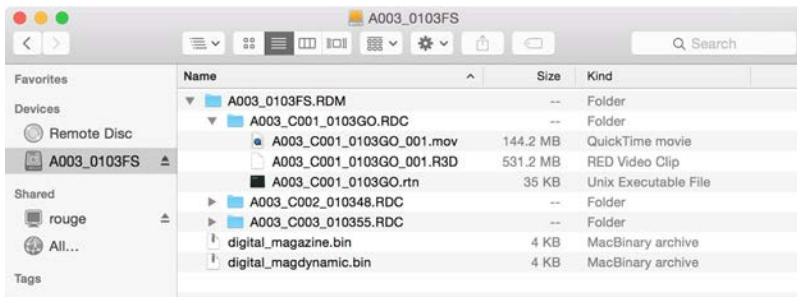 A003_0103FS
Search
Favorites
Devices
Remote Disc
A003_0103FS
Shared
rouge
All...
Tags
Name Size Kind
A003_0103FS.RDM -- Folder
A003_C001_0103GO.RDC -- Folder
A003_C001_0103GO_001.mov 144.2 MB QuickTime movie
A003_C001_0103GO_001.R3D 531.2 MB RED Video Clip
A003_C001_0103GO.rtn 35 KB Unix Executable File
A003_C002_010348.RDC -- Folder
A003_C003_010355.RDC -- Folder
digital_magazine.bin 4 KB MacBinary archive
digital_magdynamic.bin 4 KB MacBinary archive